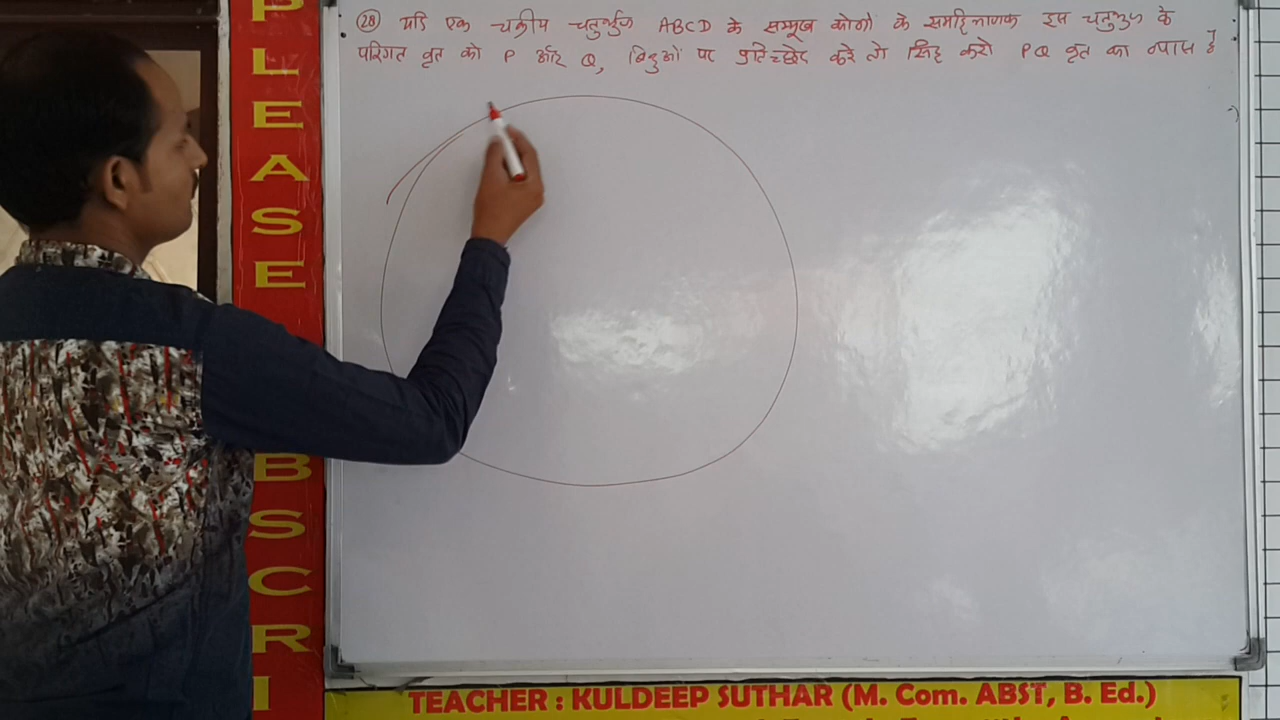 PLEASE
SUBSCRI
(28) यदि एक चक्रीय चतुर्भुज ABCD के सम्मूख कोणों के समद्विभाजक इस चतुर्भुज के
परिगत वृत को P और Q, बिन्दुओं पर प्रतिच्छेद करे तो सिद्ध करो PQ वृत का व्यास है
TEACHER : KULDEEP SUTHAR (M. Com. ABST, B. Ed.)